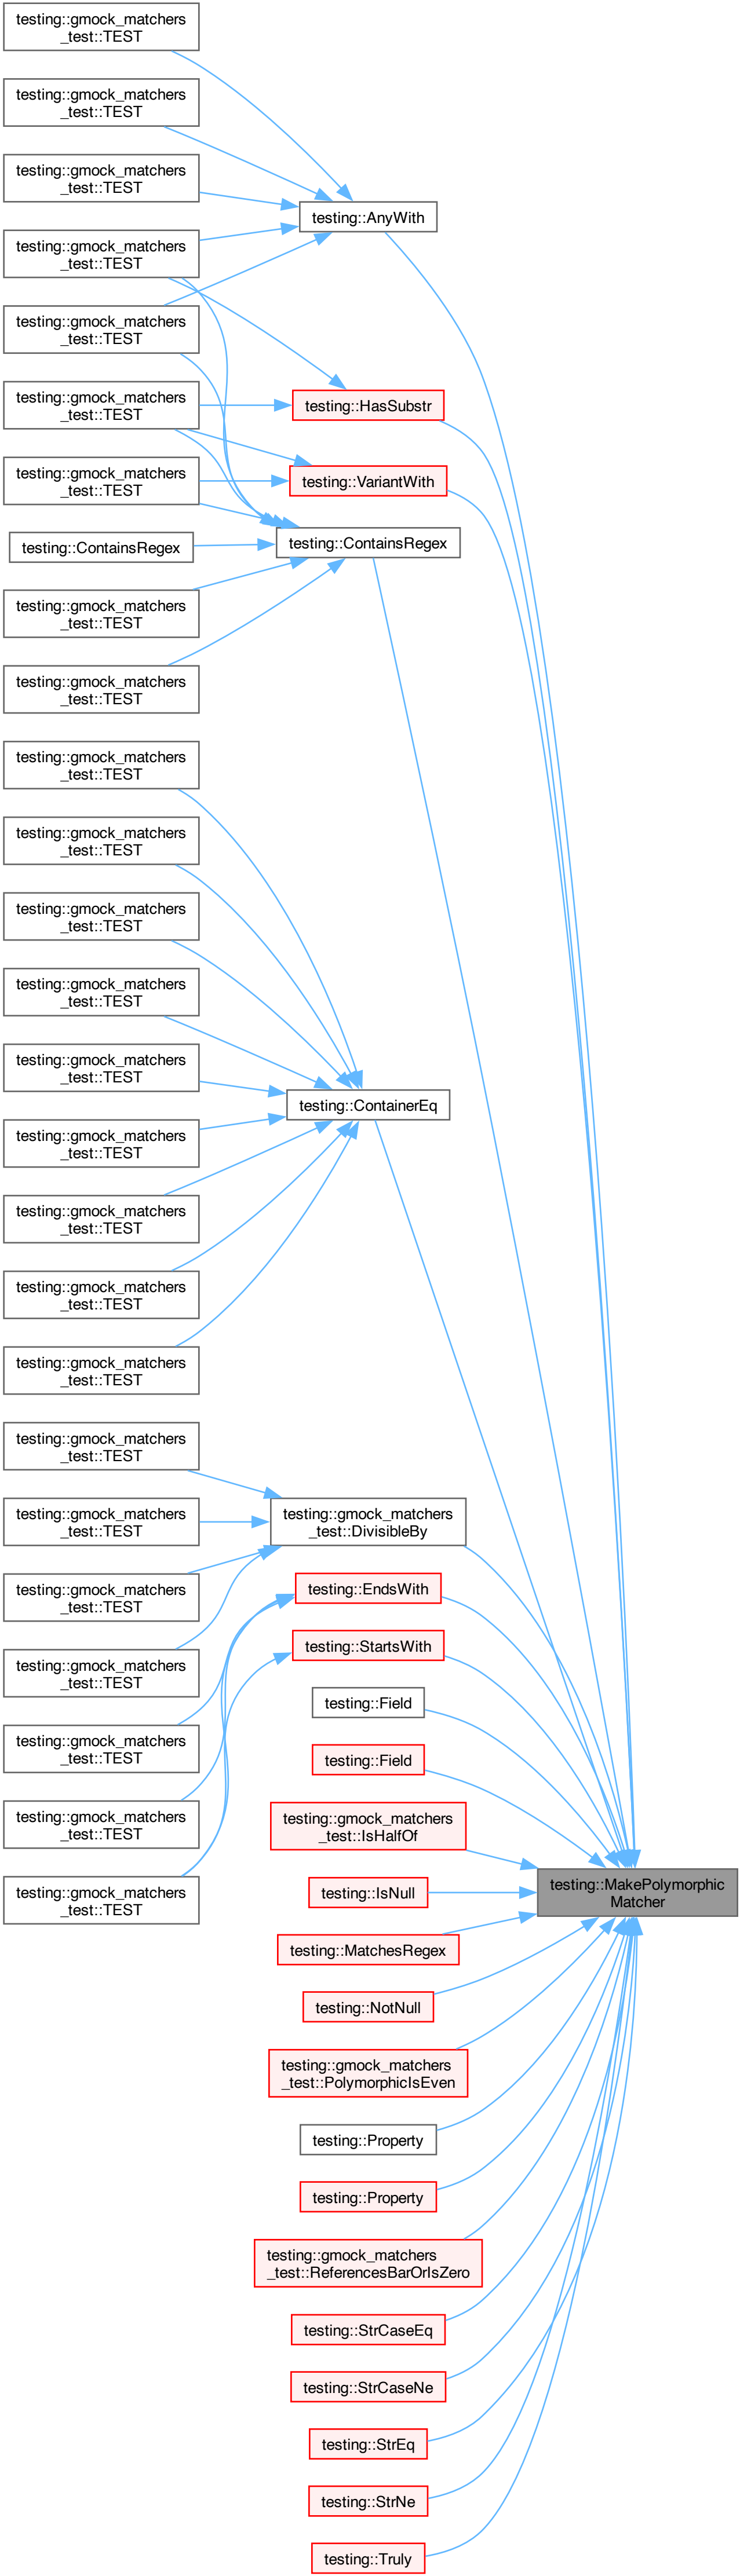 testing::gmock_matchers
_test::TEST
testing::gmock_matchers
_test::TEST
testing::gmock_matchers
_test::TEST
testing::AnyWith
testing::gmock_matchers
_test::TEST
testing::gmock_matchers
_test::TEST
testing::gmock_matchers
_test::TEST
testing::HasSubstr
testing::gmock_matchers
_test::TEST
testing::VariantWith
testing::ContainsRegex
testing::ContainsRegex
testing::gmock_matchers
_test::TEST
testing::gmock_matchers
_test::TEST
testing::gmock_matchers
_test::TEST
testing::gmock_matchers
_test::TEST
testing::gmock_matchers
_test::TEST
testing::gmock_matchers
_test::TEST
testing::gmock_matchers
_test::TEST
testing::ContainerEq
testing::gmock_matchers
_test::TEST
testing::gmock_matchers
_test::TEST
testing::gmock_matchers
_test::TEST
testing::gmock_matchers
_test::TEST
testing::gmock_matchers
_test::TEST
testing::gmock_matchers
_test::TEST
testing::gmock_matchers
_test::DivisibleBy
testing::gmock_matchers
_test::TEST
testing::EndsWith
testing::gmock_matchers
_test::TEST
testing::StartsWith
testing::gmock_matchers
_test::TEST
testing::Field
testing::gmock_matchers
_test::TEST
testing::Field
testing::gmock_matchers
_test::IsHalfOf
testing::gmock_matchers
_test::TEST
testing::MakePolymorphic
Matcher
testing::IsNull
testing::MatchesRegex
testing::NotNull
testing::gmock_matchers
_test::PolymorphicIsEven
testing::Property
testing::Property
testing::gmock_matchers
_test::ReferencesBarOrIsZero
testing::StrCaseEq
testing::StrCaseNe
testing::StrEq
testing::StrNe
testing::Truly